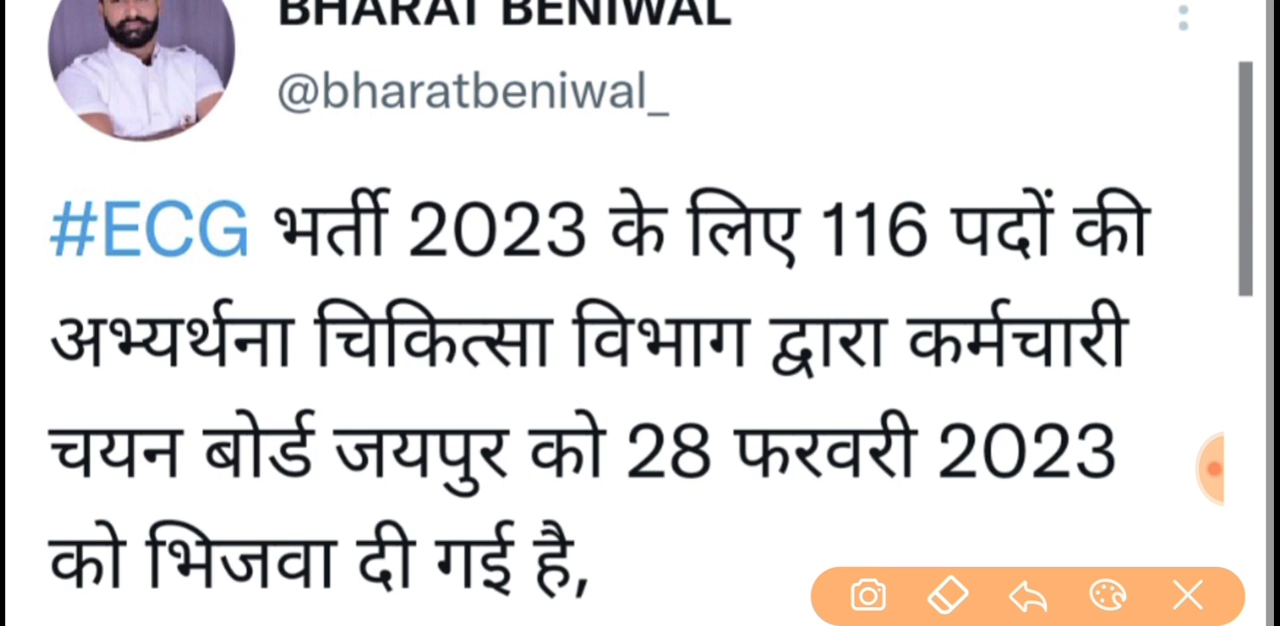 BHARAT BENIWAL
@bharatbeniwal_
#ECG भर्ती 2023 के लिए 116 पदों की
अभ्यर्थना चिकित्सा विभाग द्वारा कर्मचारी
चयन बोर्ड जयपुर को 28 फरवरी 2023
को भिजवा दी गई है,